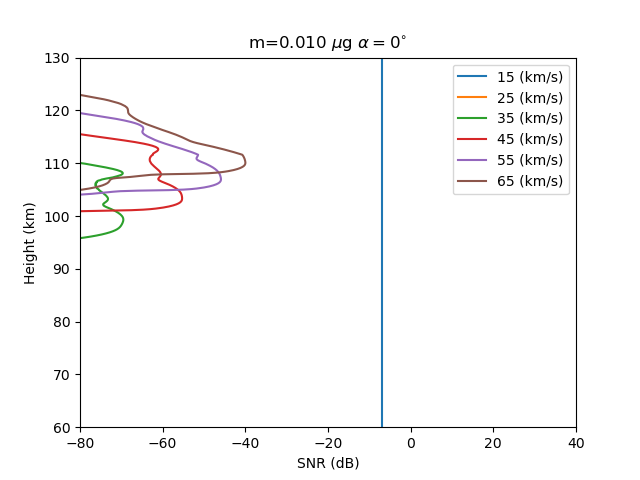 m=0.010 μg α = 0°
130
120
110
100
90
80
70
60
Height (km)
−80
−60
−40
−20
0
20
40
SNR (dB)
15 (km/s)
25 (km/s)
35 (km/s)
45 (km/s)
55 (km/s)
65 (km/s)